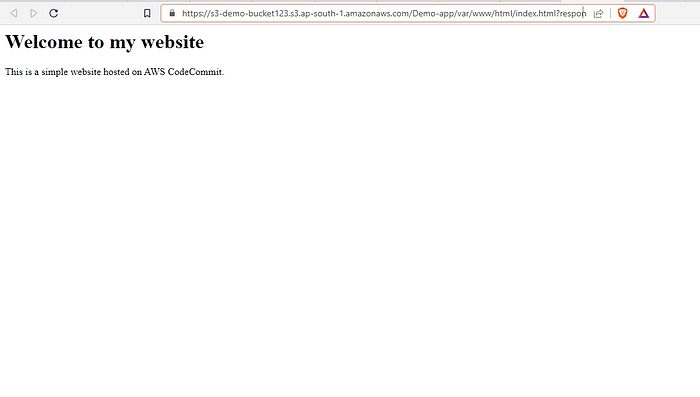 https://s3-demo-bucket123.s3.ap-south-1.amazonaws.com/Demo-app/var/www/html/index.html?respon
Welcome to my website
This is a simple website hosted on AWS CodeCommit.